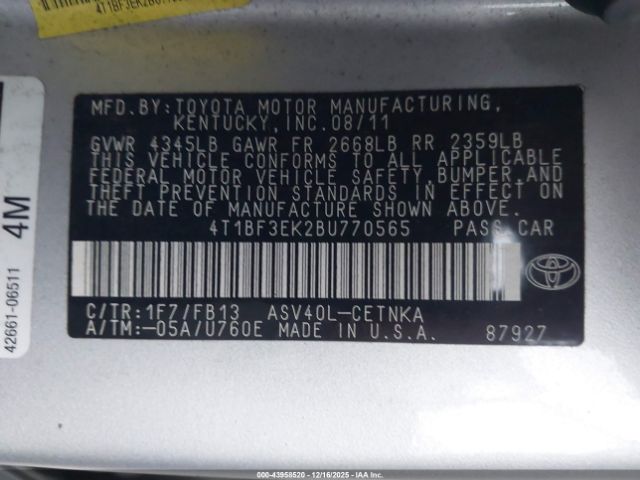 4T1BF3EK2BU
MFD. BY: TOYOTA MOTOR MANUFACTURING,
KENTUCKY, INC. 08/11
GVWR 4345LB GAWR FR 2668LB RR 2359LB
THIS VEHICLE CONFORMS TO ALL APPLICABLE
FEDERAL MOTOR VEHICLE SAFETY, BUMPER, AND
THEFT PREVENTION STANDARDS IN EFFECT ON
THE DATE OF MANUFACTURE SHOWN ABOVE.
4T1BF3EK2BU770565 PASS. CAR
C/TR: 1F7/FB13 ASV40L-CETNKA
A/TM: -05A/U760E MADE IN U.S.A. 87927
4M
42661-06511
000-43958520 - 12/16/2025 - IAAI.COM